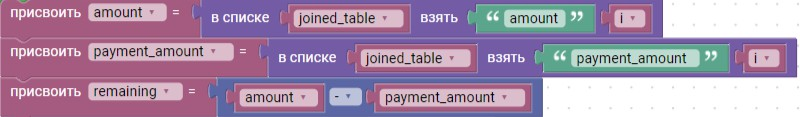 присвоить amount = в списке joined_table взять “ amount ” i
присвоить payment_amount = в списке joined_table взять “ payment_amount ” i
присвоить remaining = amount - payment_amount